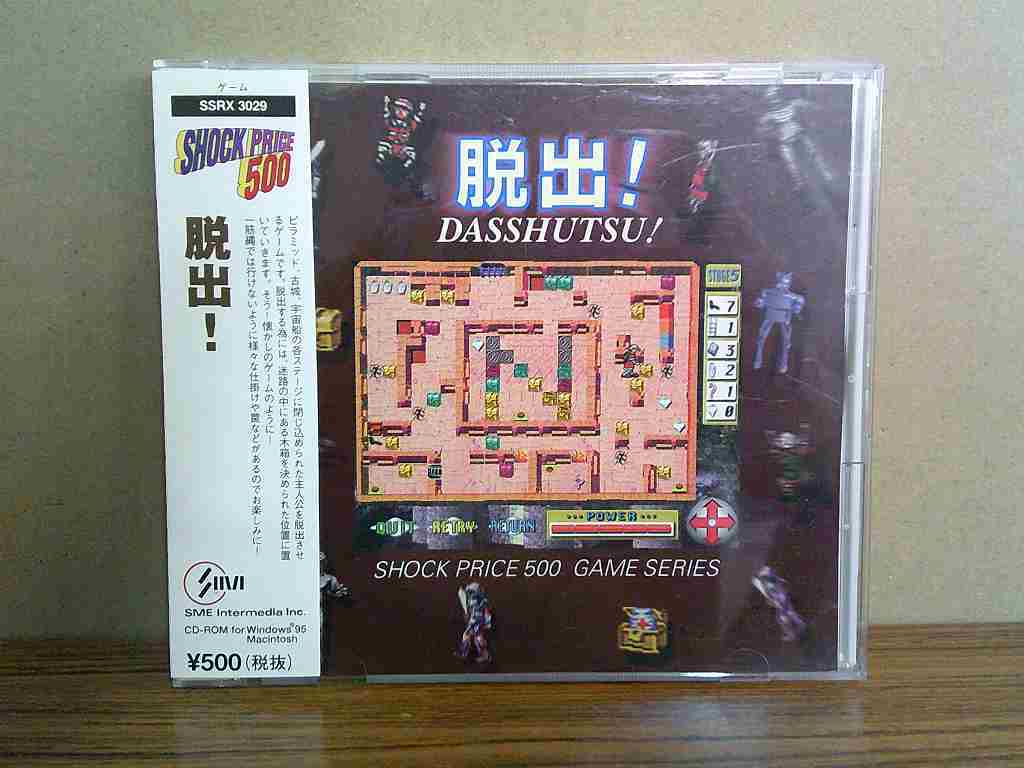 ゲーム
SSRX 3029
SHOCK PRICE
500
脱出！
ピラミッド、古城、宇宙船の各ステージに閉じ込められた主人公を脱出させ
るゲームです。脱出する為には、迷路の中にある木箱を決められた位置に置
いていきます。そう！懐かしのゲームのように！
一筋縄では行けないように様々な仕掛けや罠などがあるのでお楽しみに！
SME Intermedia Inc.
CD-ROM for Windows®95
Macintosh
¥500(税抜)
脱出！
DASSHUTSU!
STAGE 5
7
1
3
2
1
0
QUIT RETRY RETURN
POWER
SHOCK PRICE 500 GAME SERIES